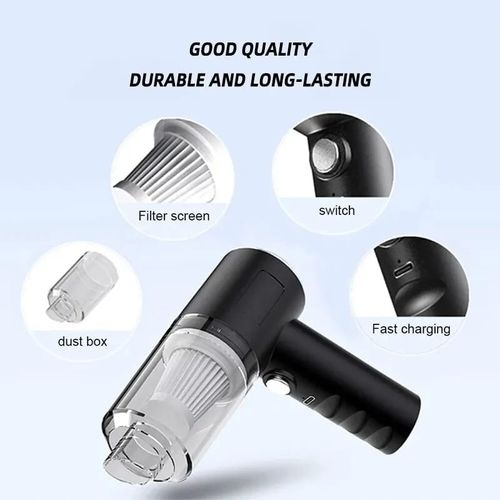 GOOD QUALITY
DURABLE AND LONG-LASTING
Filter screen
switch
dust box
Fast charging